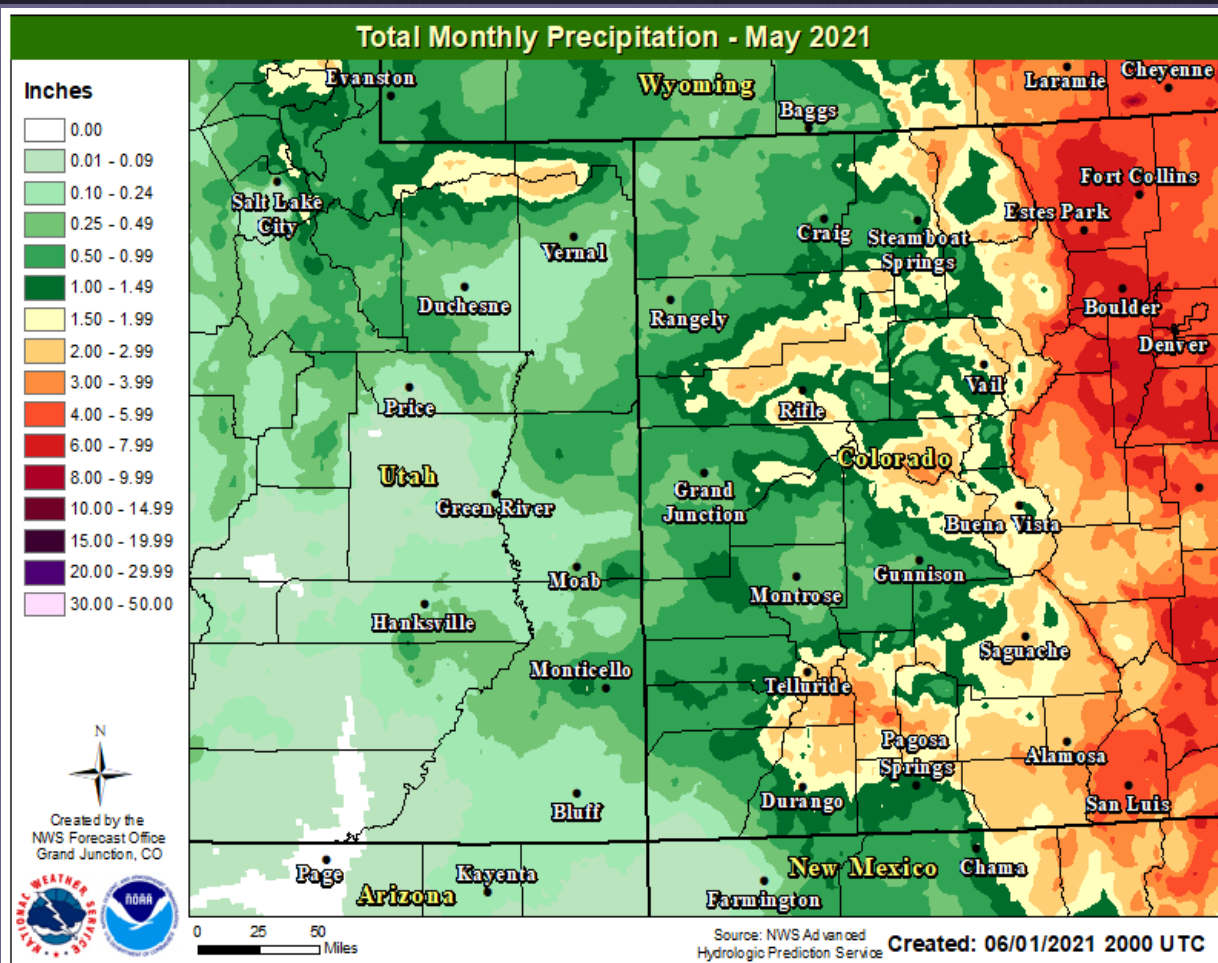 Total Monthly Precipitation - May 2021
Inches
0.00
0.01 - 0.09
0.10 - 0.24
0.25 - 0.49
0.50 - 0.99
1.00 - 1.49
1.50 - 1.99
2.00 - 2.99
3.00 - 3.99
4.00 - 5.99
6.00 - 7.99
8.00 - 9.99
10.00 - 14.99
15.00 - 19.99
20.00 - 29.99
30.00 - 50.00
N
Created by the
NWS Forecast Office
Grand Junction, CO
NATIONAL WEATHER SERVICE
NOAA
Evanston
Wyoming
Laramie
Cheyenne
Baggs
Salt Lake
City
Fort Collins
Estes Park
Craig
Steamboat
Springs
Vernal
Duchesne
Rangely
Boulder
Denver
Price
Rifle
Vail
Utah
Colorado
Green River
Grand
Junction
Buena Vista
Moab
Montrose
Gunnison
Hanksville
Saguache
Monticello
Telluride
Pagosa
Springs
Alamosa
Bluff
Durango
San Luis
Page
Arizona
Kayenta
New Mexico
Chama
Farmington
0 25 50
Miles
Source: NWS Advanced
Hydrologic Prediction Service
Created: 06/01/2021 2000 UTC